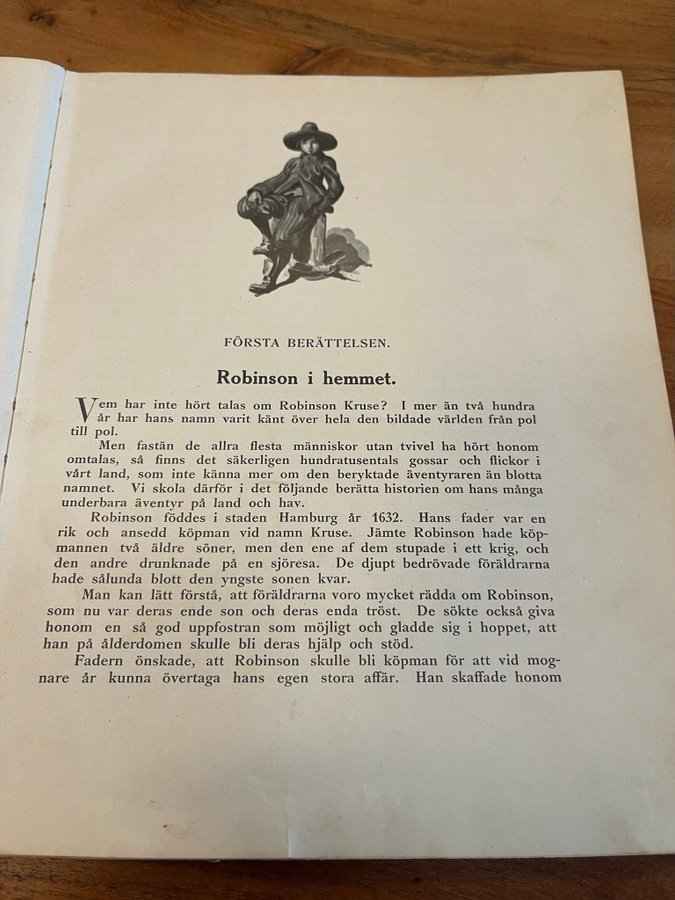 FÖRSTA BERÄTTELSEN.
Robinson i hemmet.
Vem har inte hört talas om Robinson Kruse? I mer än två hundra
år har hans namn varit känt över hela den bildade världen från pol
till pol.
Men fastän de allra flesta människor utan tvivel ha hört honom
omtalas, så finns det säkerligen hundratusentals gossar och flickor i
vårt land, som inte känna mer om den beryktade äventyraren än blotta
namnet. Vi skola därför i det följande berätta historien om hans många
underbara äventyr på land och hav.
Robinson föddes i staden Hamburg år 1632. Hans fader var en
rik och ansedd köpman vid namn Kruse. Jämte Robinson hade köp-
mannen två äldre söner, men den ene af dem stupade i ett krig, och
den andre drunknade på en sjöresa. De djupt bedrövade föräldrarna
hade sålunda blott den yngste sonen kvar.
Man kan lätt förstå, att föräldrarna voro mycket rädda om Robinson,
som nu var deras ende son och deras enda tröst. De sökte också giva
honom en så god uppfostran som möjligt och gladde sig i hoppet, att
han på ålderdomen skulle bli deras hjälp och stöd.
Fadern önskade, att Robinson skulle bli köpman för att vid mog-
nare år kunna övertaga hans egen stora affär. Han skaffade honom